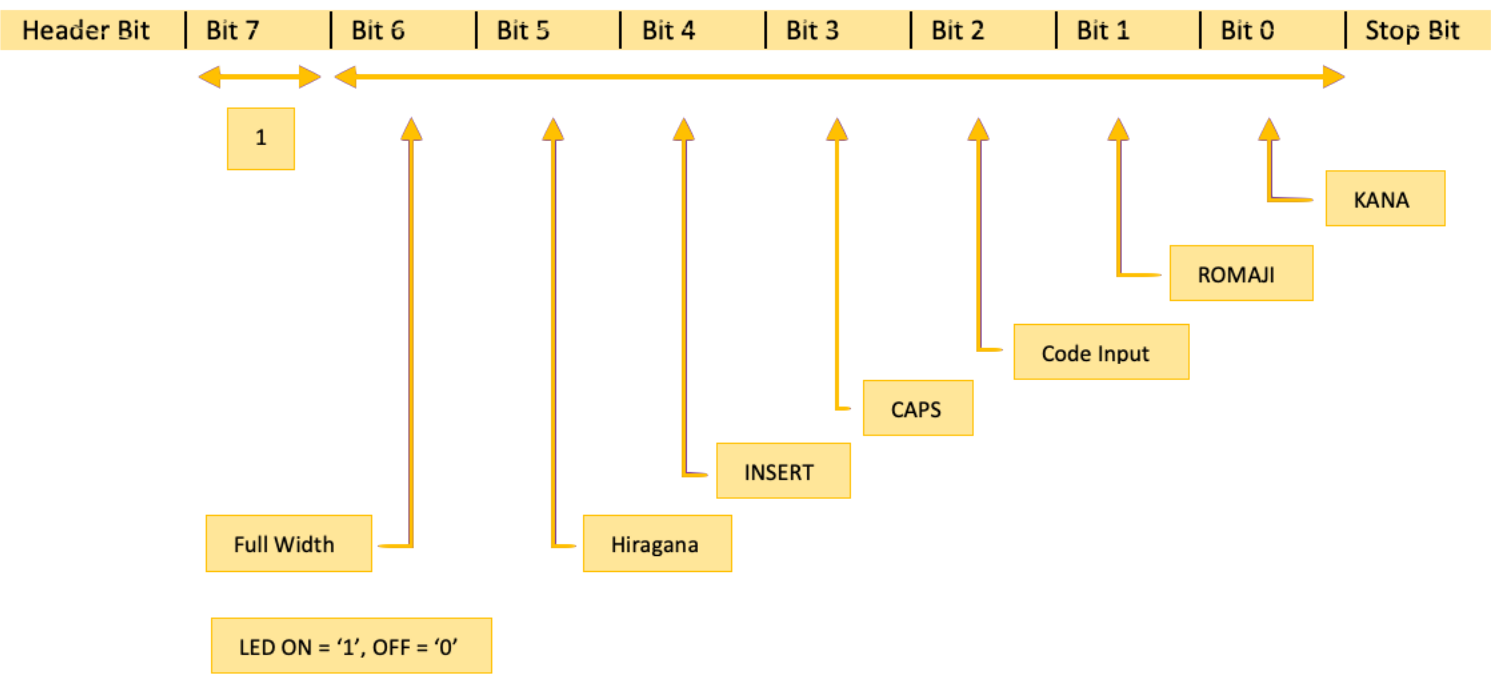 Header Bit Bit 7 Bit 6 Bit 5 Bit 4 Bit 3 Bit 2 Bit 1 Bit 0 Stop Bit
1
KANA
ROMAJI
Code Input
CAPS
INSERT
Full Width
Hiragana
LED ON = ‘1’, OFF = ‘0’